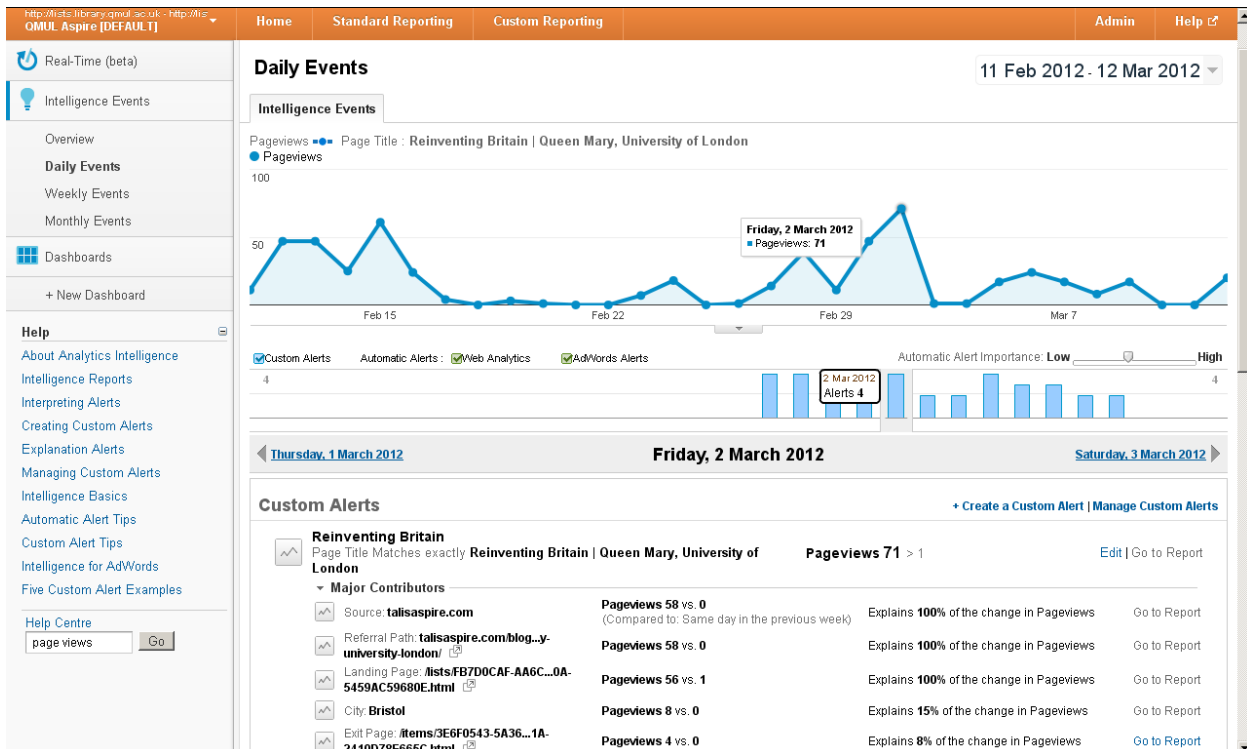 http://lists.library.qmul.ac.uk - http://lis
QMUL Aspire [DEFAULT]
Home
Standard Reporting
Custom Reporting
Admin
Help
Real-Time (beta)
Intelligence Events
Overview
Daily Events
Weekly Events
Monthly Events
Dashboards
+ New Dashboard
Help
About Analytics Intelligence
Intelligence Reports
Interpreting Alerts
Creating Custom Alerts
Explanation Alerts
Managing Custom Alerts
Intelligence Basics
Automatic Alert Tips
Custom Alert Tips
Intelligence for AdWords
Five Custom Alert Examples
Help Centre
page views
Go
Daily Events
11 Feb 2012 - 12 Mar 2012
Intelligence Events
Pageviews Page Title : Reinventing Britain | Queen Mary, University of London
Pageviews
100
50
Friday, 2 March 2012
Pageviews: 71
Feb 15
Feb 22
Feb 29
Mar 7
Custom Alerts
Automatic Alerts :
Web Analytics
AdWords Alerts
Automatic Alert Importance: Low
High
4
2 Mar 2012
Alerts 4
4
Thursday, 1 March 2012
Friday, 2 March 2012
Saturday, 3 March 2012
Custom Alerts
+ Create a Custom Alert | Manage Custom Alerts
Reinventing Britain
Page Title Matches exactly Reinventing Britain | Queen Mary, University of
London
Pageviews 71 > 1
Edit | Go to Report
Major Contributors
Source: talisaspire.com
Pageviews 58 vs. 0
(Compared to: Same day in the previous week)
Explains 100% of the change in Pageviews
Go to Report
Referral Path: talisaspire.com/blog...y-
university-london/
Pageviews 58 vs. 0
Explains 100% of the change in Pageviews
Go to Report
Landing Page: /lists/FB7D0CAF-AA6C...0A-
5459AC59680E.html
Pageviews 56 vs. 1
Explains 100% of the change in Pageviews
Go to Report
City: Bristol
Pageviews 8 vs. 0
Explains 15% of the change in Pageviews
Go to Report
Exit Page: /items/3E6F0543-5A36...1A-
Pageviews 4 vs. 0
Explains 8% of the change in Pageviews
Go to Report